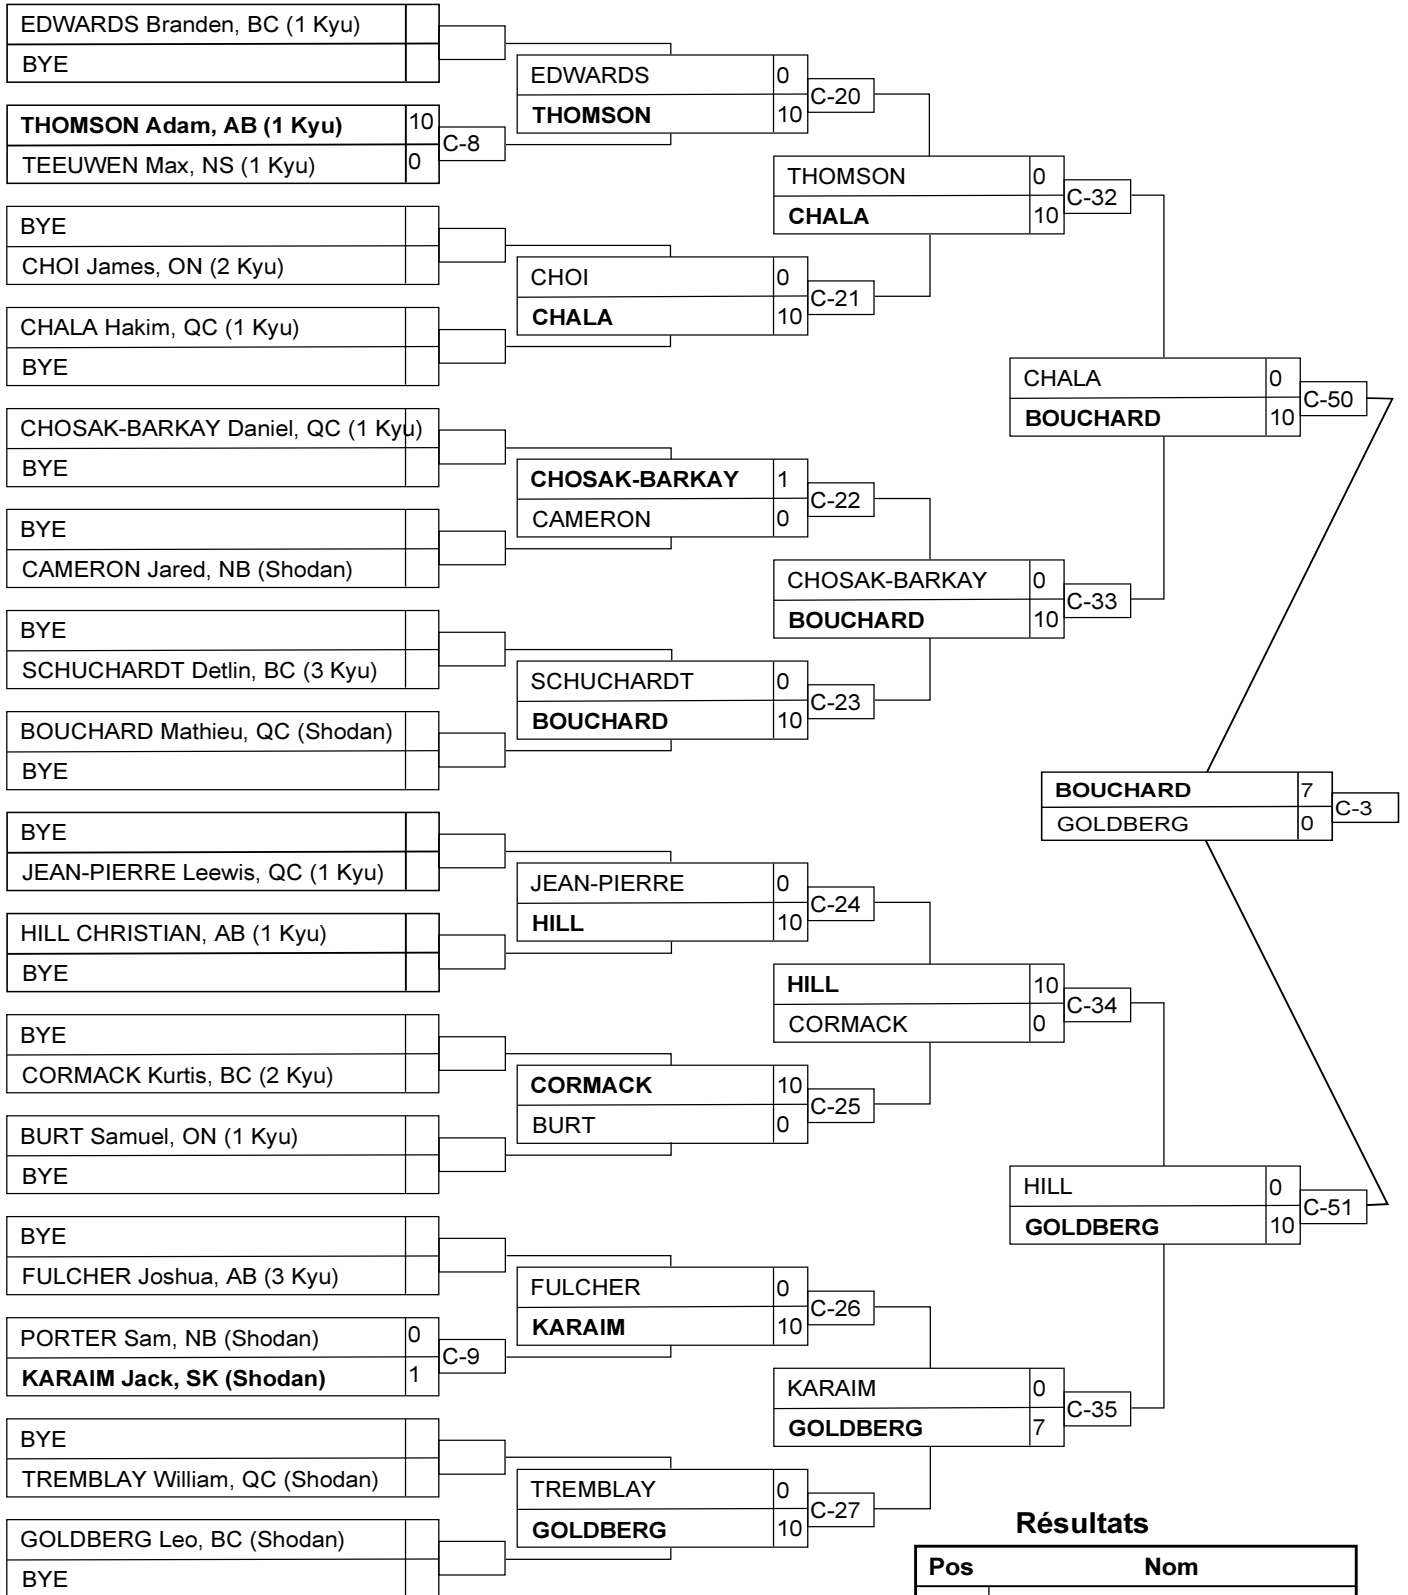 EDWARDS Branden, BC (1 Kyu)
BYE
THOMSON Adam, AB (1 Kyu) 10
TEEUWEN Max, NS (1 Kyu) 0
C-8
BYE
CHOI James, ON (2 Kyu)
CHALA Hakim, QC (1 Kyu)
BYE
CHOSAK-BARKAY Daniel, QC (1 Kyu)
BYE
BYE
CAMERON Jared, NB (Shodan)
BYE
SCHUCHARDT Detlin, BC (3 Kyu)
BOUCHARD Mathieu, QC (Shodan)
BYE
BYE
JEAN-PIERRE Leewis, QC (1 Kyu)
HILL CHRISTIAN, AB (1 Kyu)
BYE
BYE
CORMACK Kurtis, BC (2 Kyu)
BURT Samuel, ON (1 Kyu)
BYE
BYE
FULCHER Joshua, AB (3 Kyu)
PORTER Sam, NB (Shodan) 0
KARAIM Jack, SK (Shodan) 1
C-9
BYE
TREMBLAY William, QC (Shodan)
GOLDBERG Leo, BC (Shodan)
BYE
EDWARDS 0
THOMSON 10
C-20
CHOI 0
CHALA 10
C-21
CHOSAK-BARKAY 1
CAMERON 0
C-22
SCHUCHARDT 0
BOUCHARD 10
C-23
JEAN-PIERRE 0
HILL 10
C-24
CORMACK 10
BURT 0
C-25
FULCHER 0
KARAIM 10
C-26
TREMBLAY 0
GOLDBERG 10
C-27
THOMSON 0
CHALA 10
C-32
CHOSAK-BARKAY 0
BOUCHARD 10
C-33
HILL 10
CORMACK 0
C-34
KARAIM 0
GOLDBERG 7
C-35
CHALA 0
BOUCHARD 10
C-50
HILL 0
GOLDBERG 10
C-51
BOUCHARD 7
GOLDBERG 0
C-3
Résultats
Pos Nom